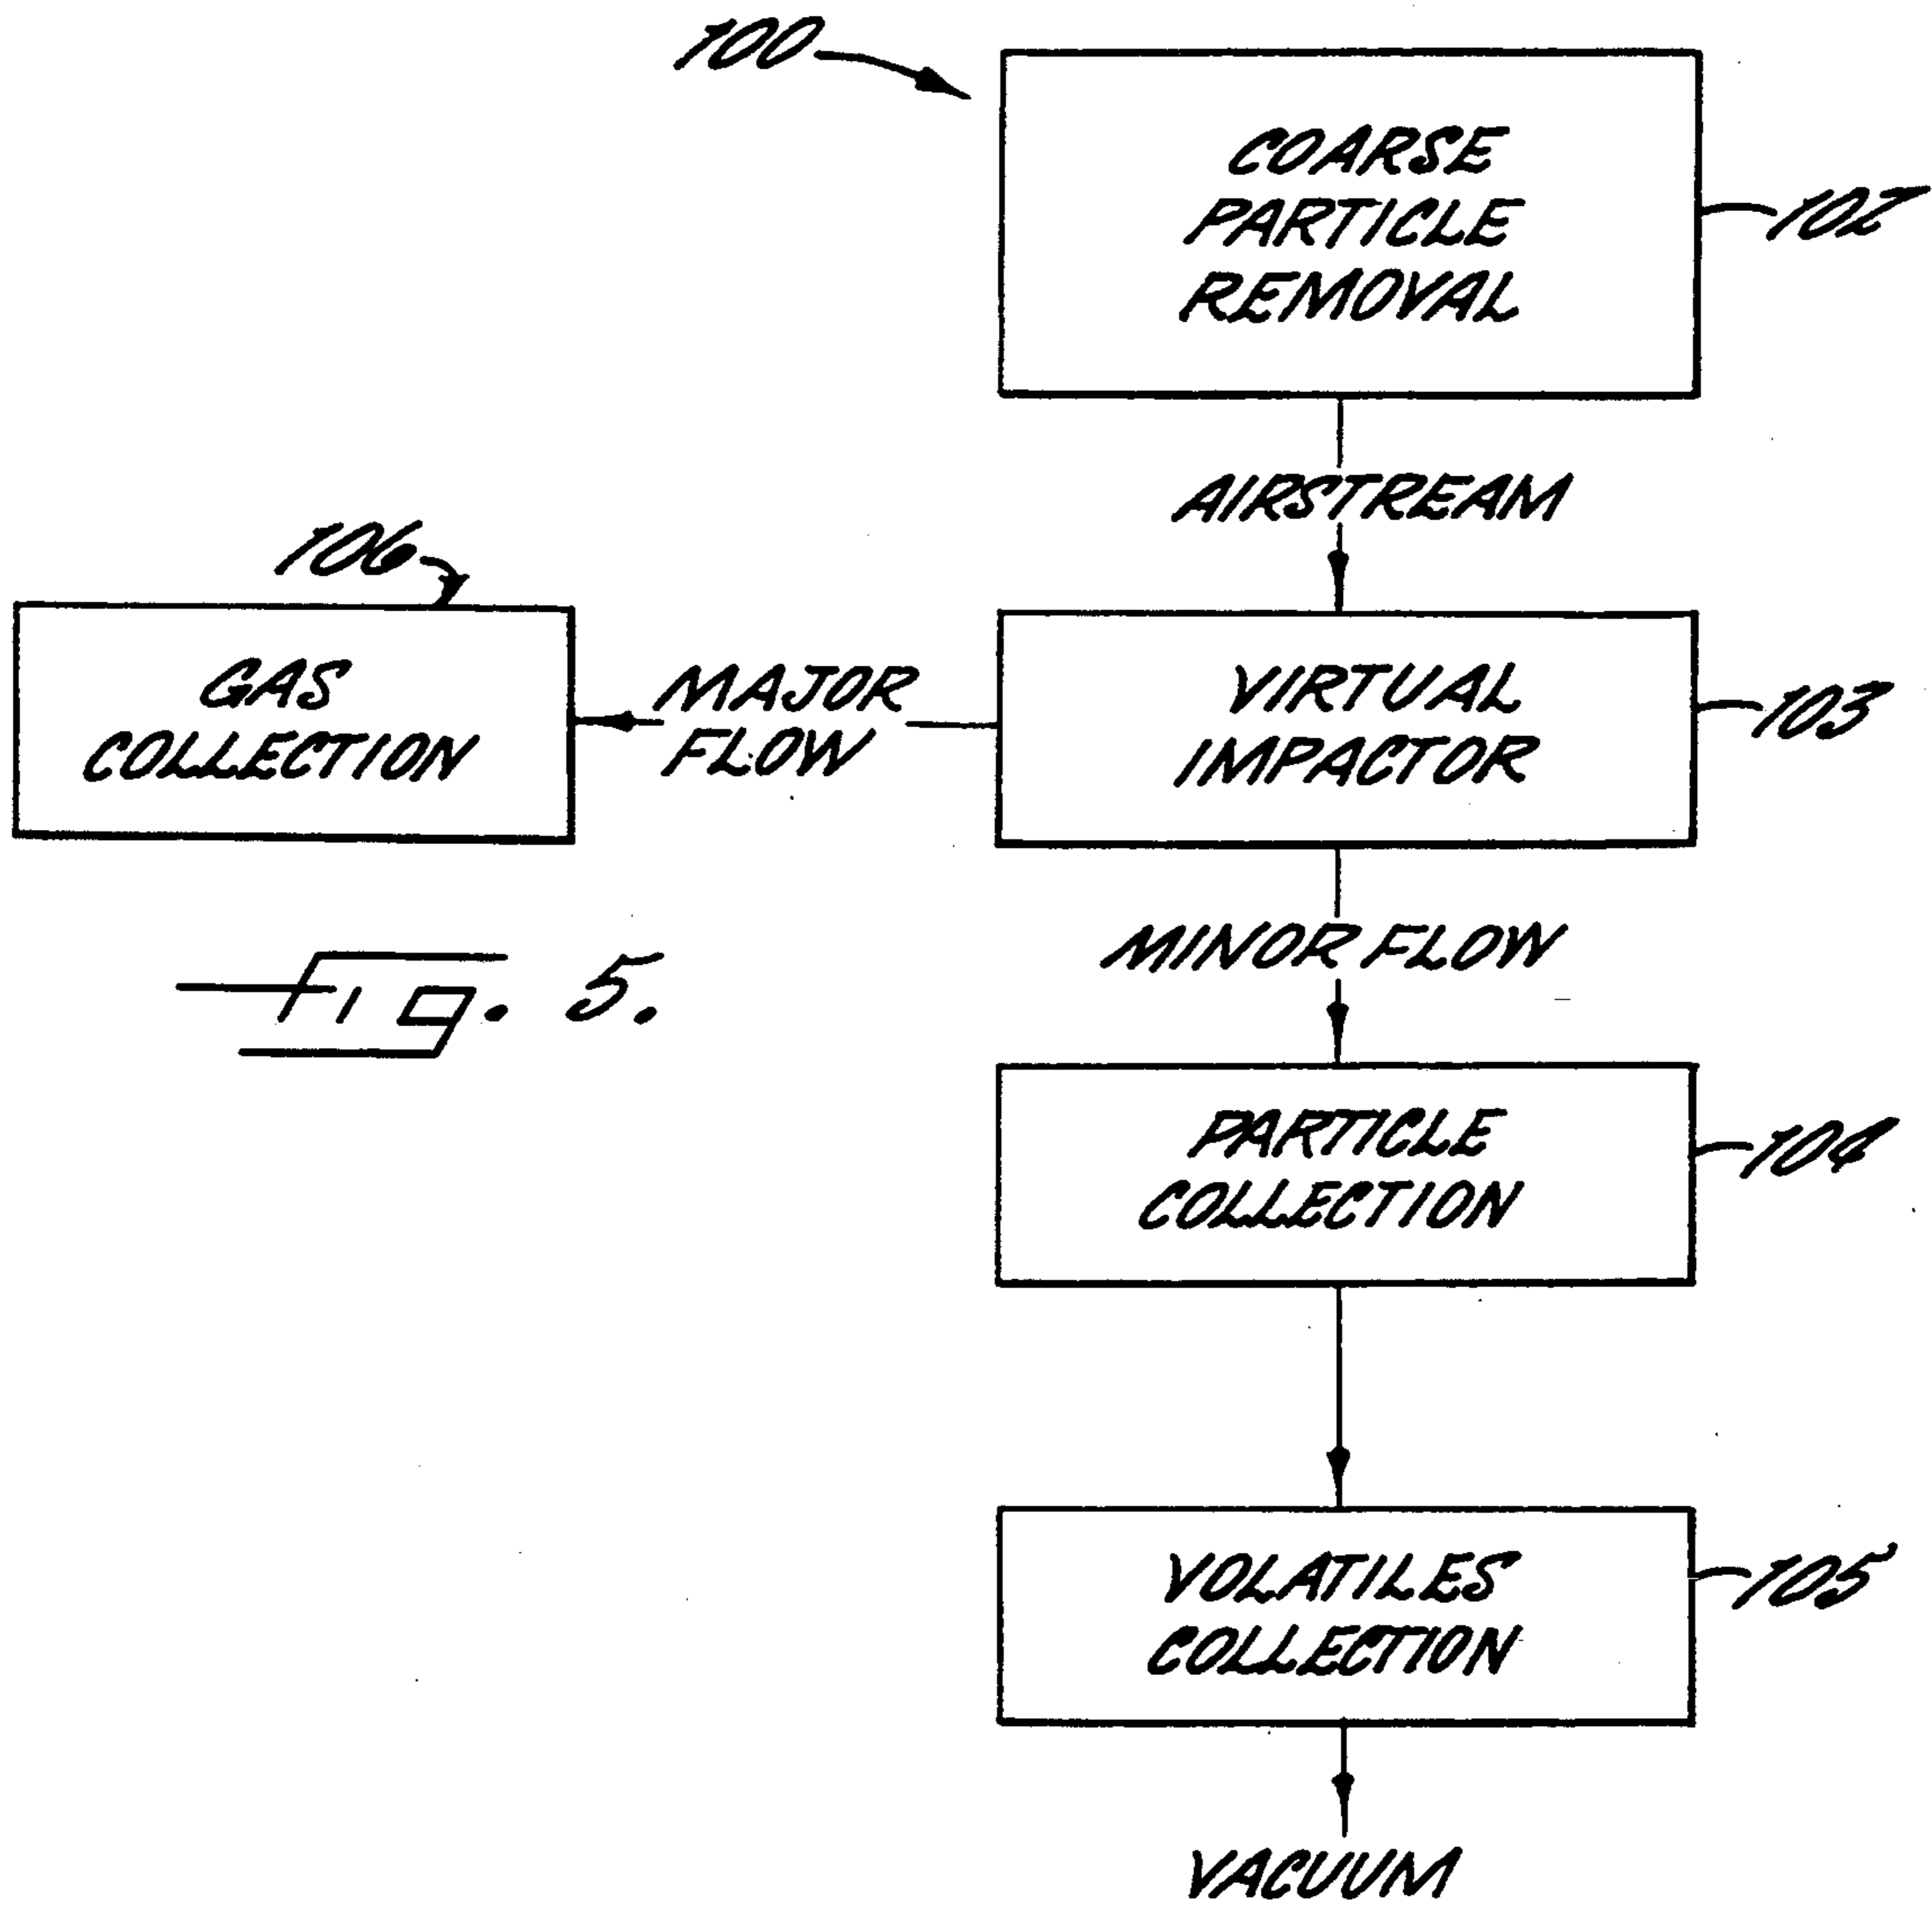 100
COARSE
PARTICLE
REMOVAL
102
AIRSTREAM
106
GAS
COLLECTION
MAJOR
FLOW
VIRTUAL
IMPACTOR
103
MINOR FLOW
Fig. 5.
PARTICLE
COLLECTION
104
VOLATILES
COLLECTION
105
VACUUM